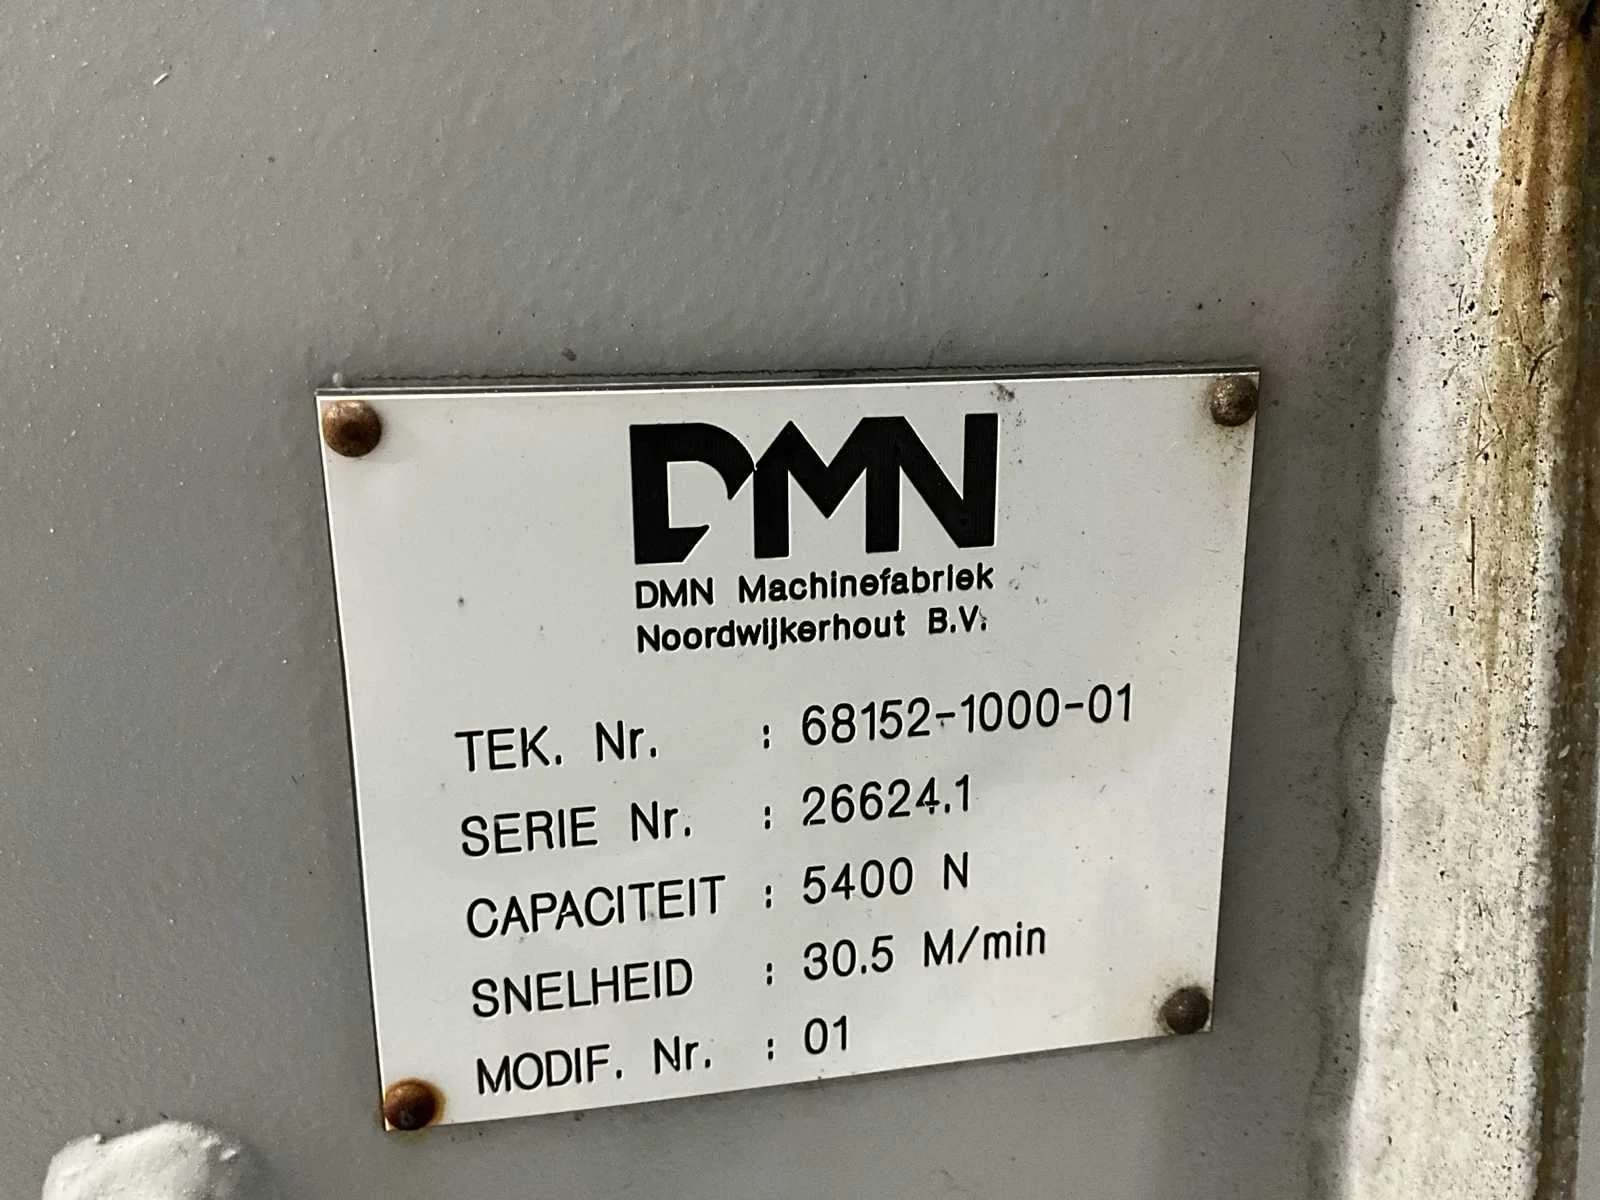 DMN
DMN Machinefabriek
Noordwijkerhout B.V.
TEK. Nr. : 68152-1000-01
SERIE Nr. : 26624.1
CAPACITEIT : 5400 N
SNELHEID : 30.5 M/min
MODIF. Nr. : 01